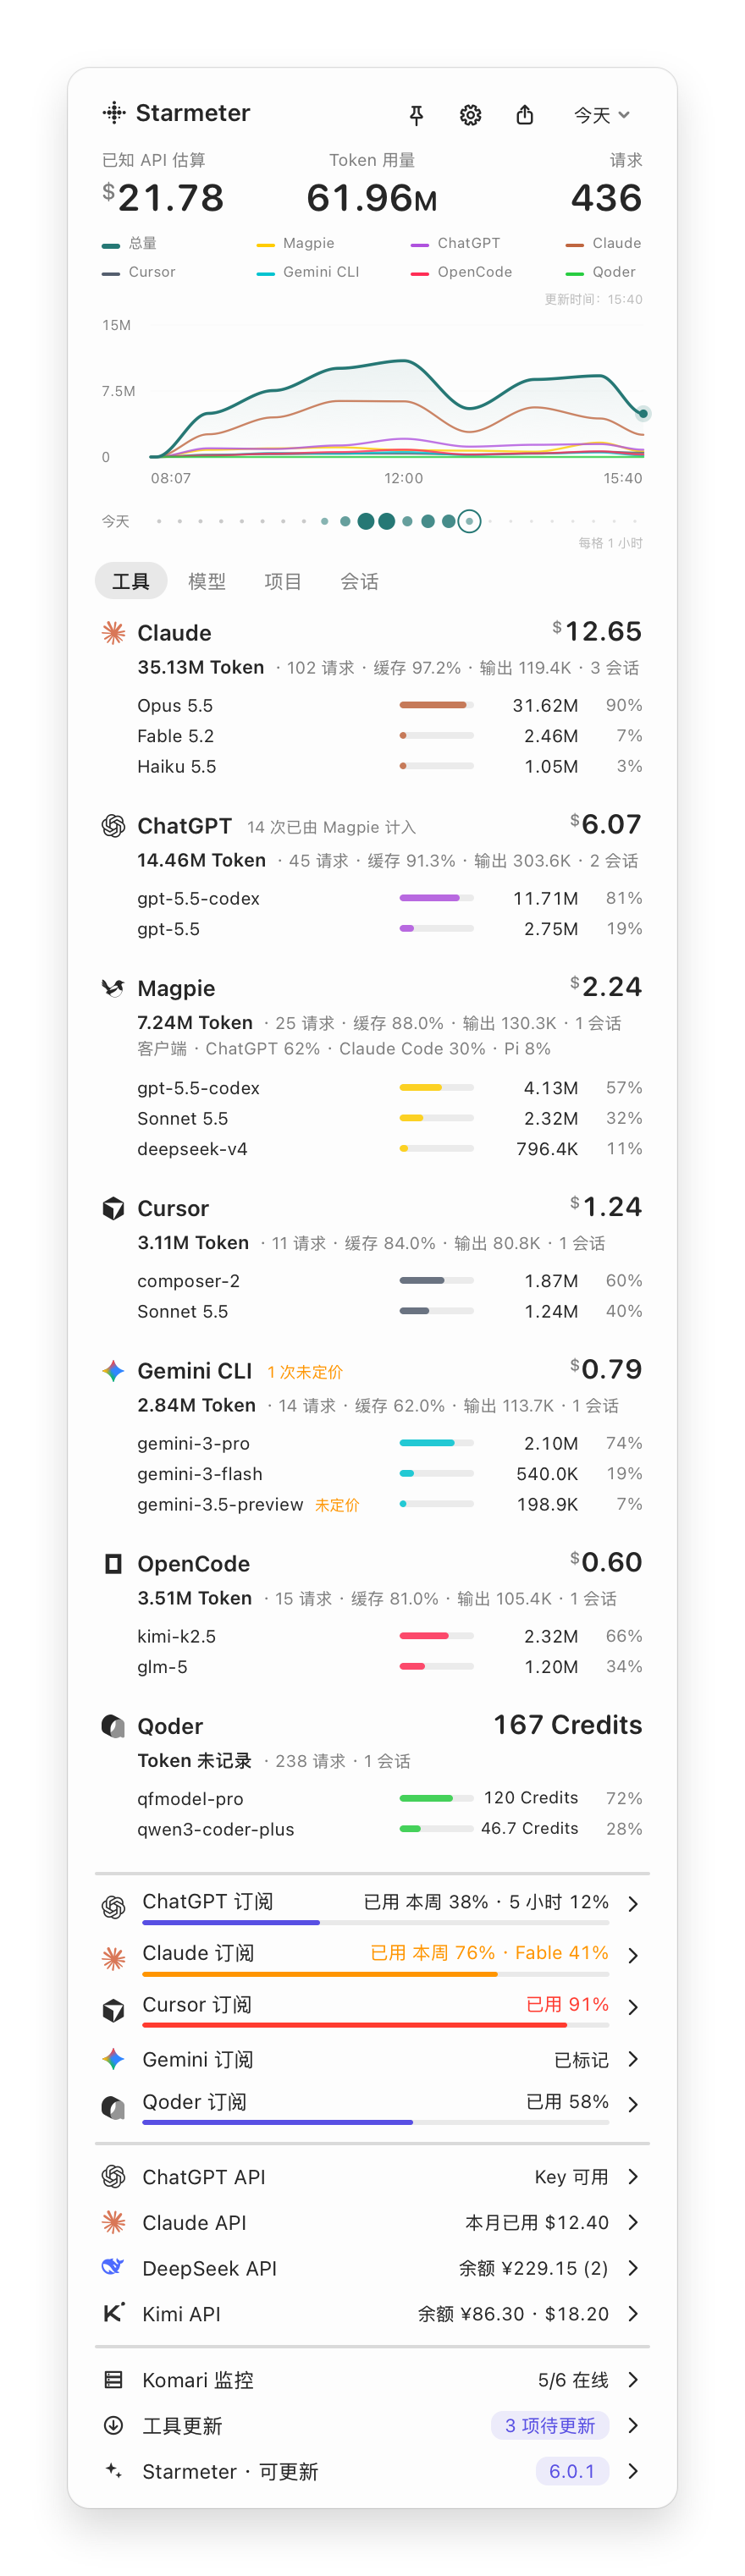 Starmeter 今天
已知 API 估算 Token 用量 请求
$21.78 61.96M 436
总量 Magpie ChatGPT Claude
Cursor Gemini CLI OpenCode Qoder
更新时间：15:40
15M
7.5M
0
08:07 12:00 15:40
今天
每格 1 小时
工具 模型 项目 会话
Claude $12.65
35.13M Token · 102 请求 · 缓存 97.2% · 输出 119.4K · 3 会话
Opus 5.5 31.62M 90%
Fable 5.2 2.46M 7%
Haiku 5.5 1.05M 3%
ChatGPT 14 次已由 Magpie 计入 $6.07
14.46M Token · 45 请求 · 缓存 91.3% · 输出 303.6K · 2 会话
gpt-5.5-codex 11.71M 81%
gpt-5.5 2.75M 19%
Magpie $2.24
7.24M Token · 25 请求 · 缓存 88.0% · 输出 130.3K · 1 会话
客户端 · ChatGPT 62% · Claude Code 30% · Pi 8%
gpt-5.5-codex 4.13M 57%
Sonnet 5.5 2.32M 32%
deepseek-v4 796.4K 11%
Cursor $1.24
3.11M Token · 11 请求 · 缓存 84.0% · 输出 80.8K · 1 会话
composer-2 1.87M 60%
Sonnet 5.5 1.24M 40%
Gemini CLI 1 次未定价 $0.79
2.84M Token · 14 请求 · 缓存 62.0% · 输出 113.7K · 1 会话
gemini-3-pro 2.10M 74%
gemini-3-flash 540.0K 19%
gemini-3.5-preview 未定价 198.9K 7%
OpenCode $0.60
3.51M Token · 15 请求 · 缓存 81.0% · 输出 105.4K · 1 会话
kimi-k2.5 2.32M 66%
glm-5 1.20M 34%
Qoder 167 Credits
Token 未记录 · 238 请求 · 1 会话
qfmodel-pro 120 Credits 72%
qwen3-coder-plus 46.7 Credits 28%
ChatGPT 订阅 已用 本周 38% · 5 小时 12%
Claude 订阅 已用 本周 76% · Fable 41%
Cursor 订阅 已用 91%
Gemini 订阅 已标记
Qoder 订阅 已用 58%
ChatGPT API Key 可用
Claude API 本月已用 $12.40
DeepSeek API 余额 ¥229.15 (2)
Kimi API 余额 ¥86.30 · $18.20
Komari 监控 5/6 在线
工具更新 3 项待更新
Starmeter · 可更新 6.0.1